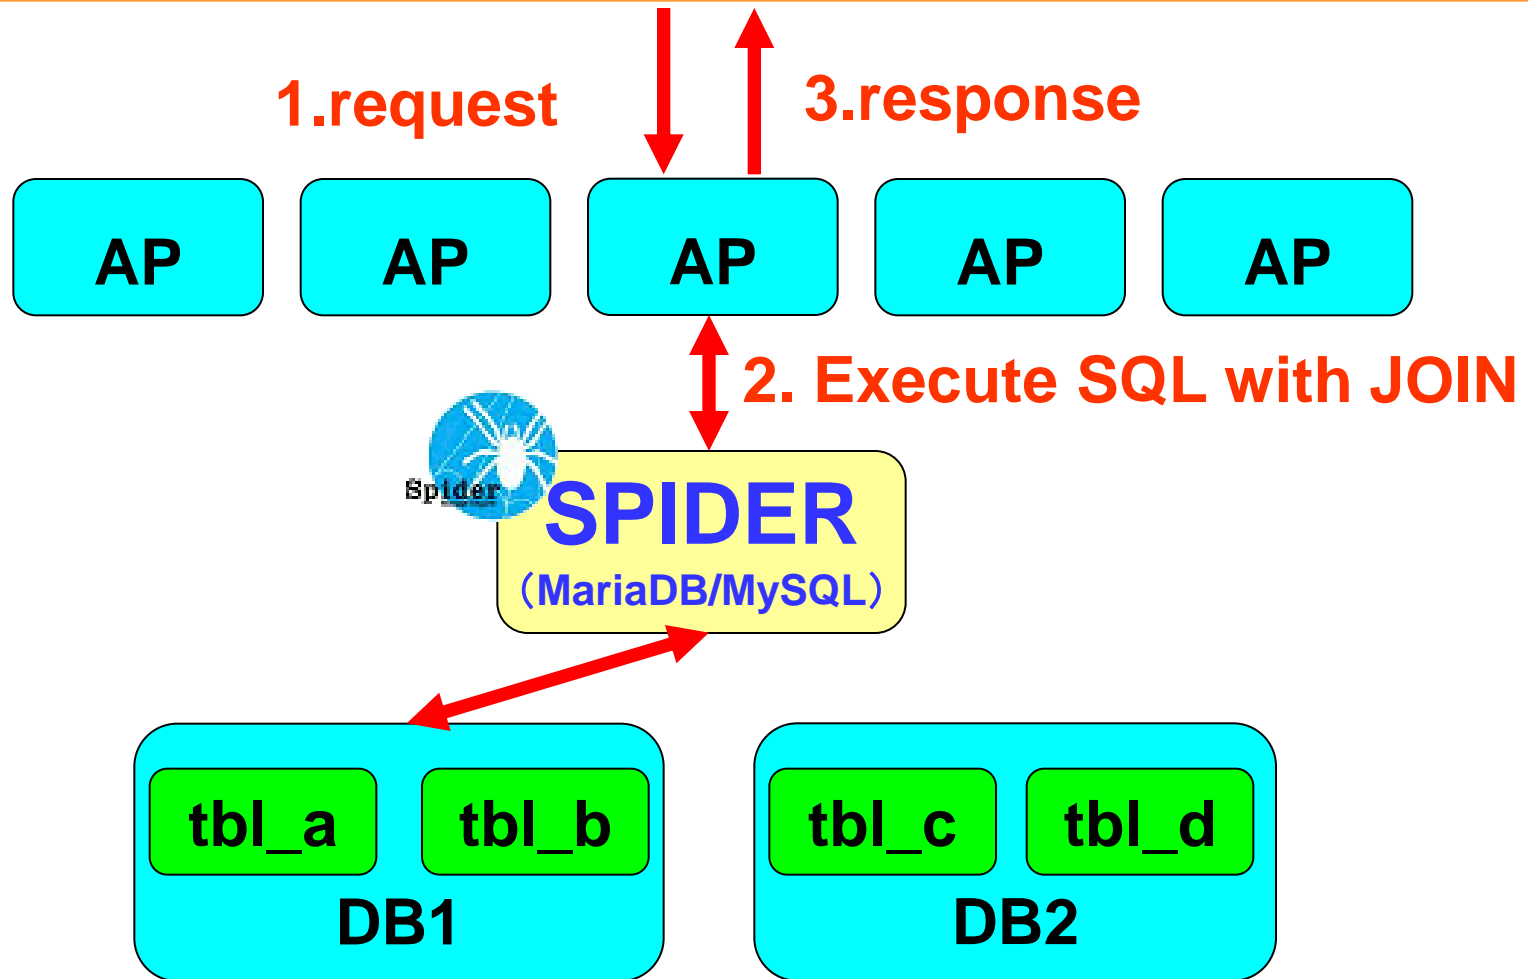 1.request
3.response
AP
AP
AP
AP
AP
2. Execute SQL with JOIN
Spider
SPIDER
（MariaDB/MySQL）
tbl_a
tbl_b
tbl_c
tbl_d
DB1
DB2